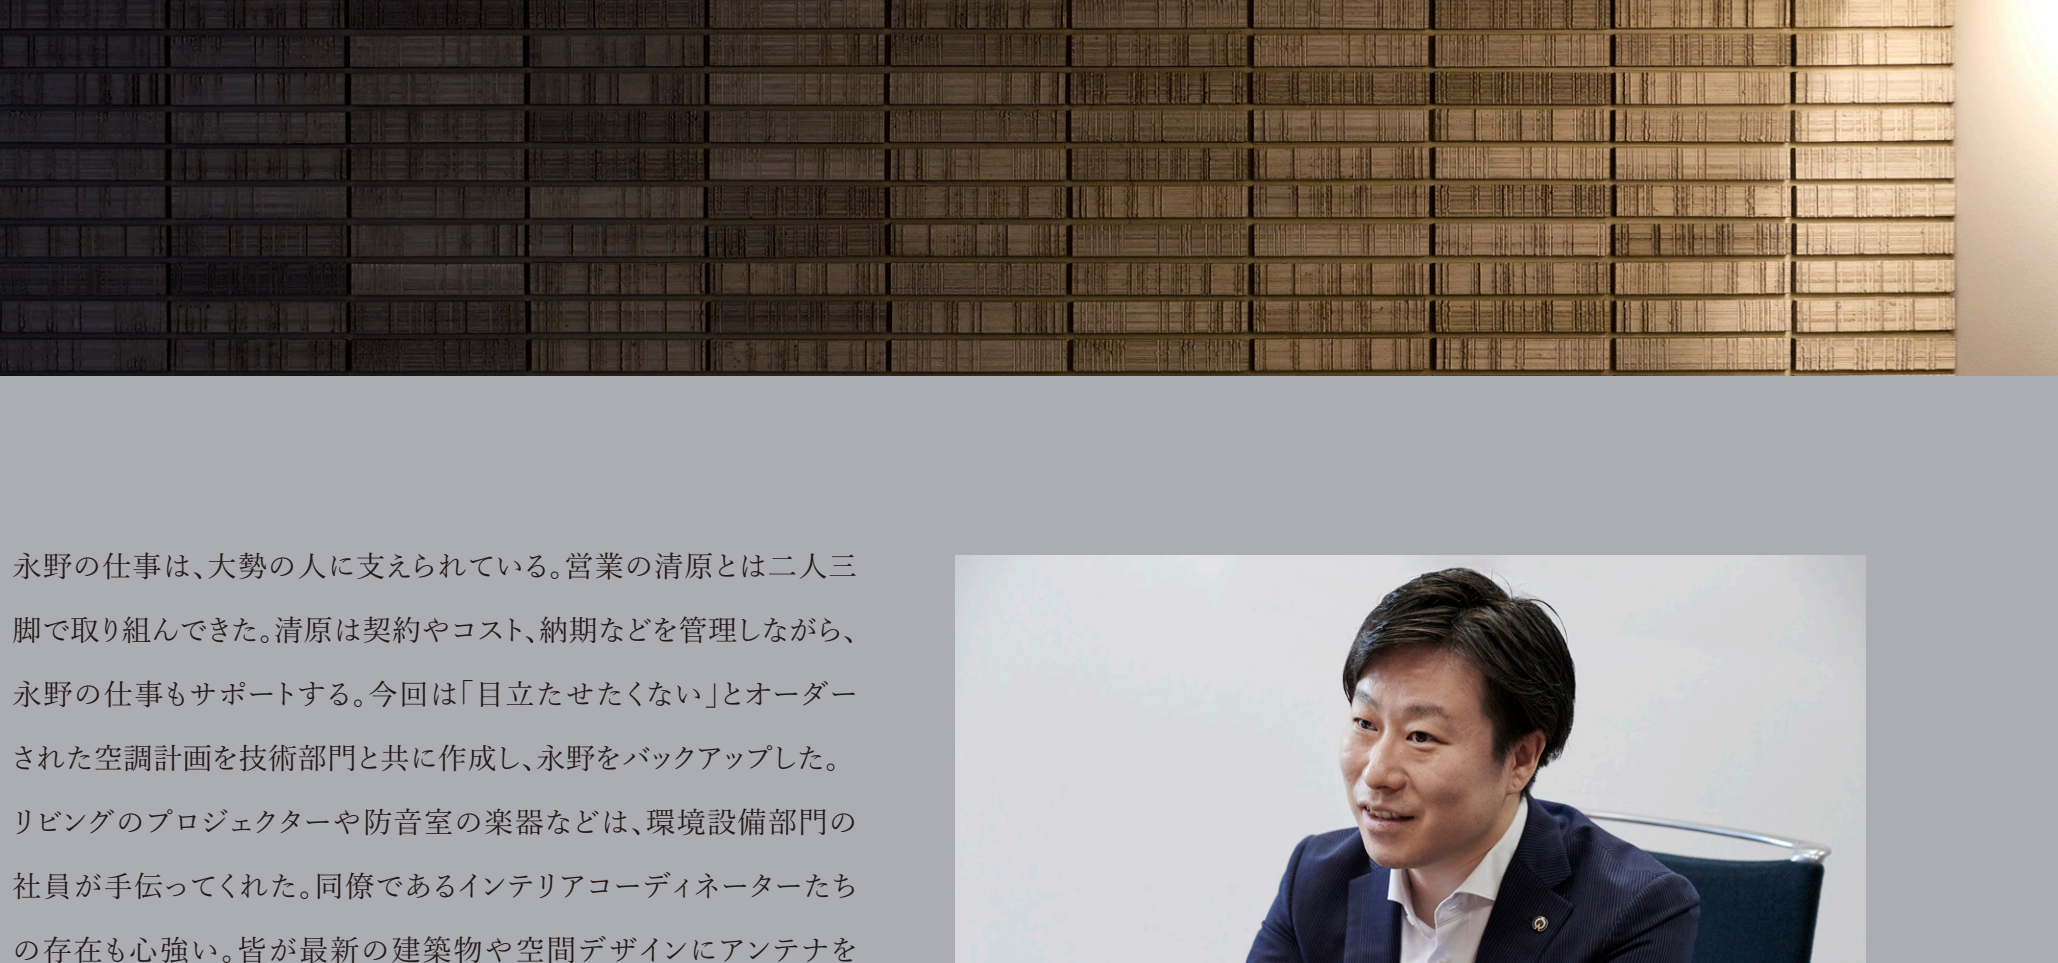 永野の仕事は、大勢の人に支えられている。営業の清原とは二人三
脚で取り組んできた。清原は契約やコスト、納期などを管理しながら、
永野の仕事もサポートする。今回は「目立たせたくない」とオーダー
された空調計画を技術部門と共に作成し、永野をバックアップした。
リビングのプロジェクターや防音室の楽器などは、環境設備部門の
社員が手伝ってくれた。同僚であるインテリアコーディネーターたち
の存在も心強い。皆が最新の建築物や空間デザインにアンテナを